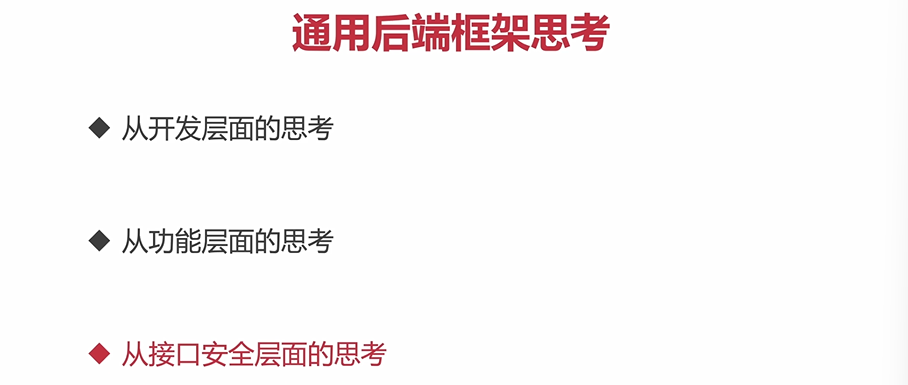 通用后端框架思考
从开发层面的思考
从功能层面的思考
从接口安全层面的思考